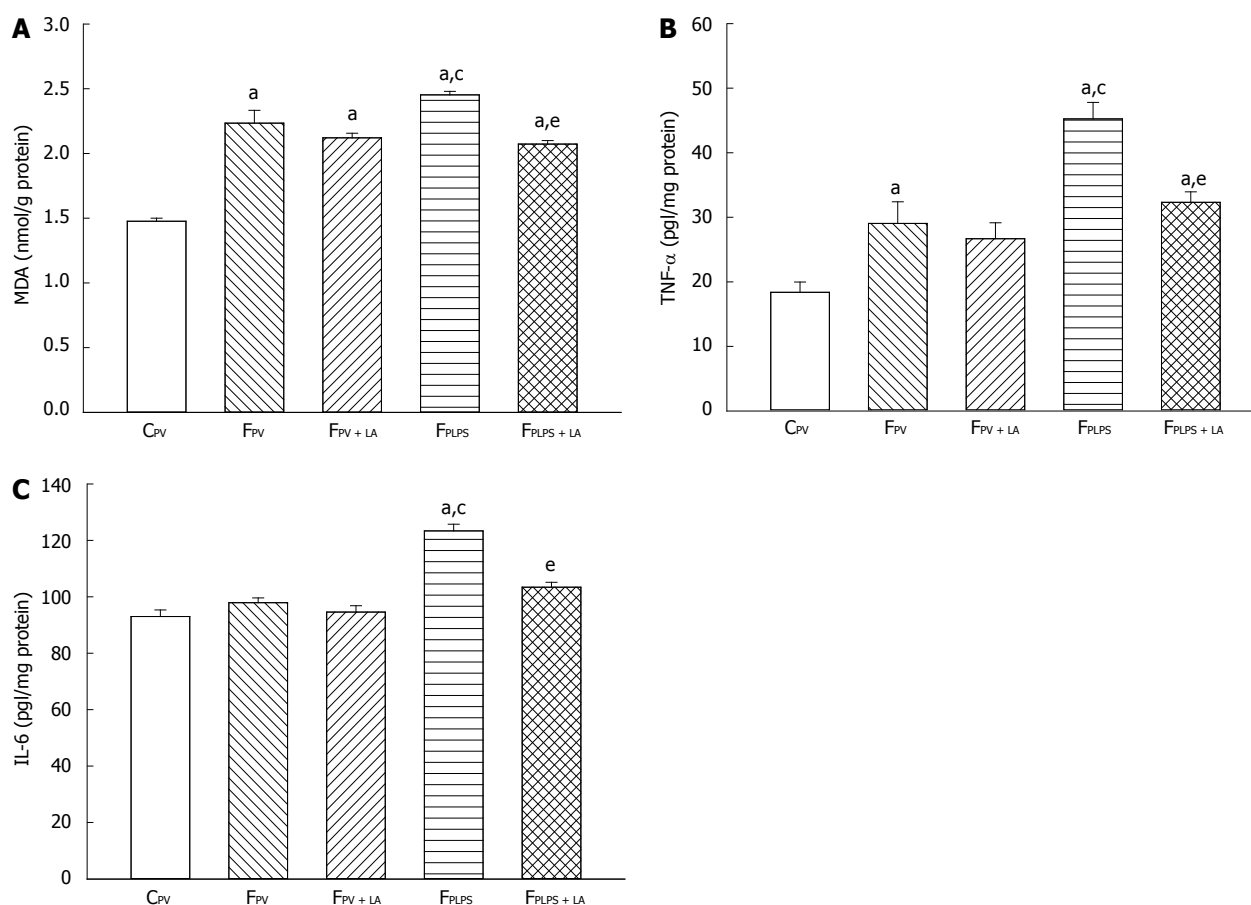 A
MDA (nmol/g protein)
3.0
2.5
2.0
1.5
1.0
0.5
0.0
a
a
a,c
a,e
CPV
FPV
FPV + LA
FPLPS
FPLPS + LA
B
TNF-α (pgl/mg protein)
60
50
40
30
20
10
0
a
a,c
a,e
CPV
FPV
FPV + LA
FPLPS
FPLPS + LA
C
IL-6 (pgl/mg protein)
140
120
100
80
60
40
20
0
a,c
e
CPV
FPV
FPV + LA
FPLPS
FPLPS + LA